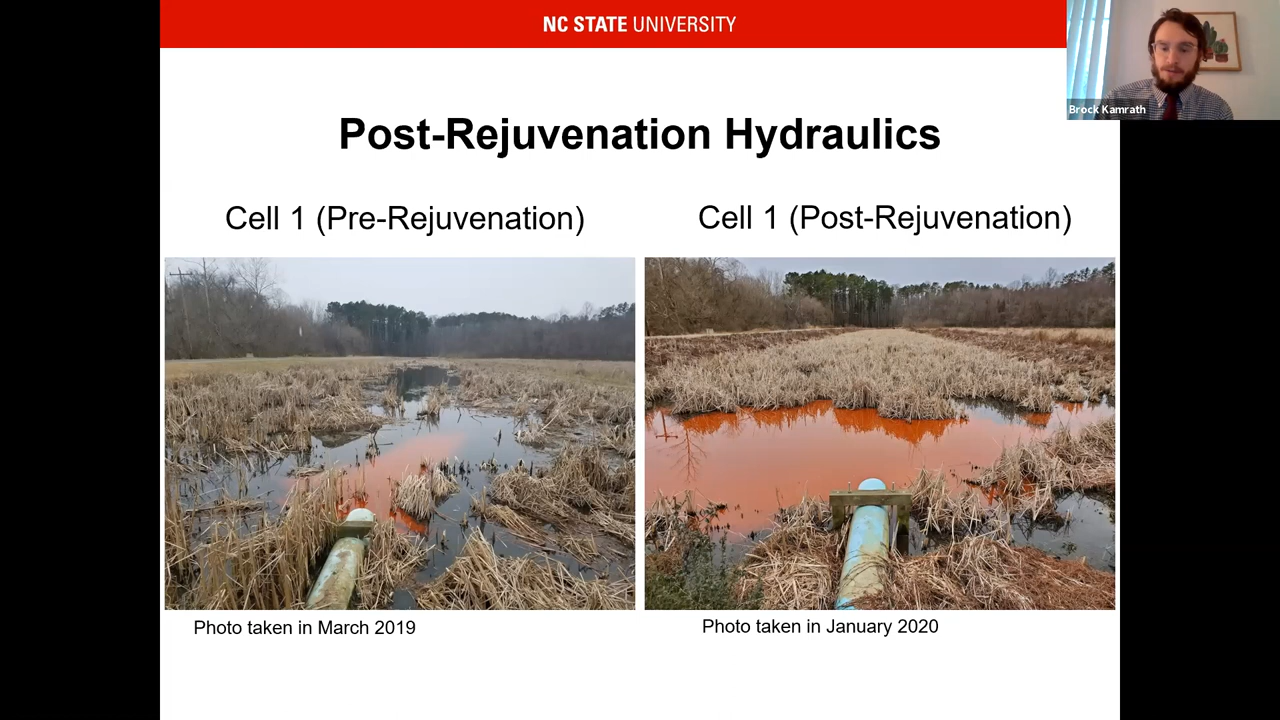 NC STATE UNIVERSITY
Brock Kamrath
Post-Rejuvenation Hydraulics
Cell 1 (Pre-Rejuvenation)
Cell 1 (Post-Rejuvenation)
Photo taken in March 2019
Photo taken in January 2020